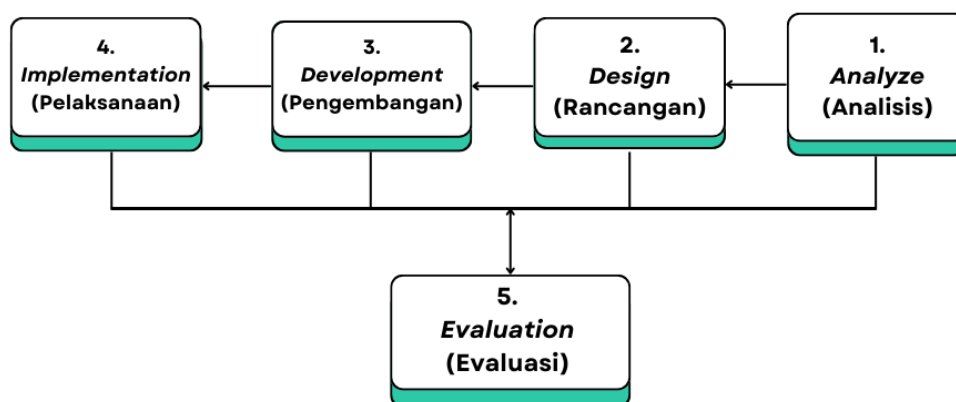 1.
Analyze
(Analisis)
2.
Design
(Rancangan)
3.
Development
(Pengembangan)
4.
Implementation
(Pelaksanaan)
5.
Evaluation
(Evaluasi)